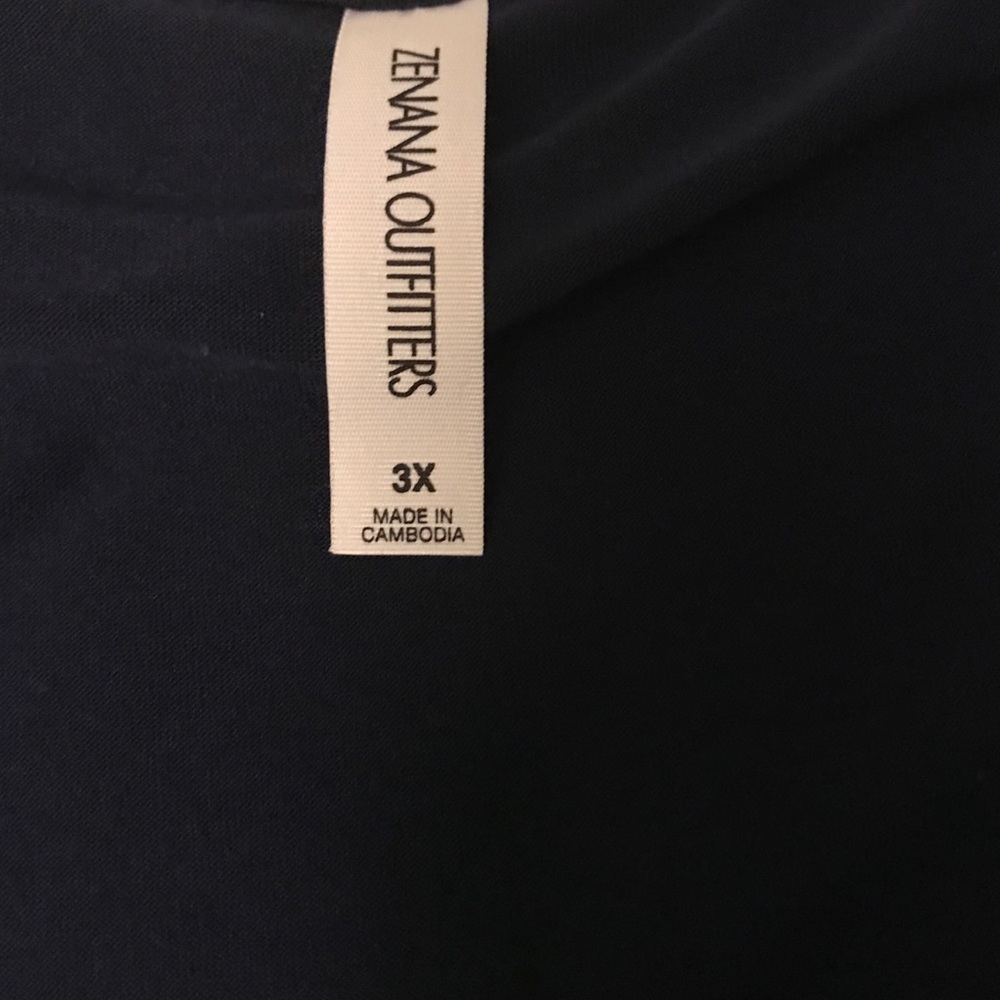 ZENANA OUTFITTERS
3X
MADE IN
CAMBODIA